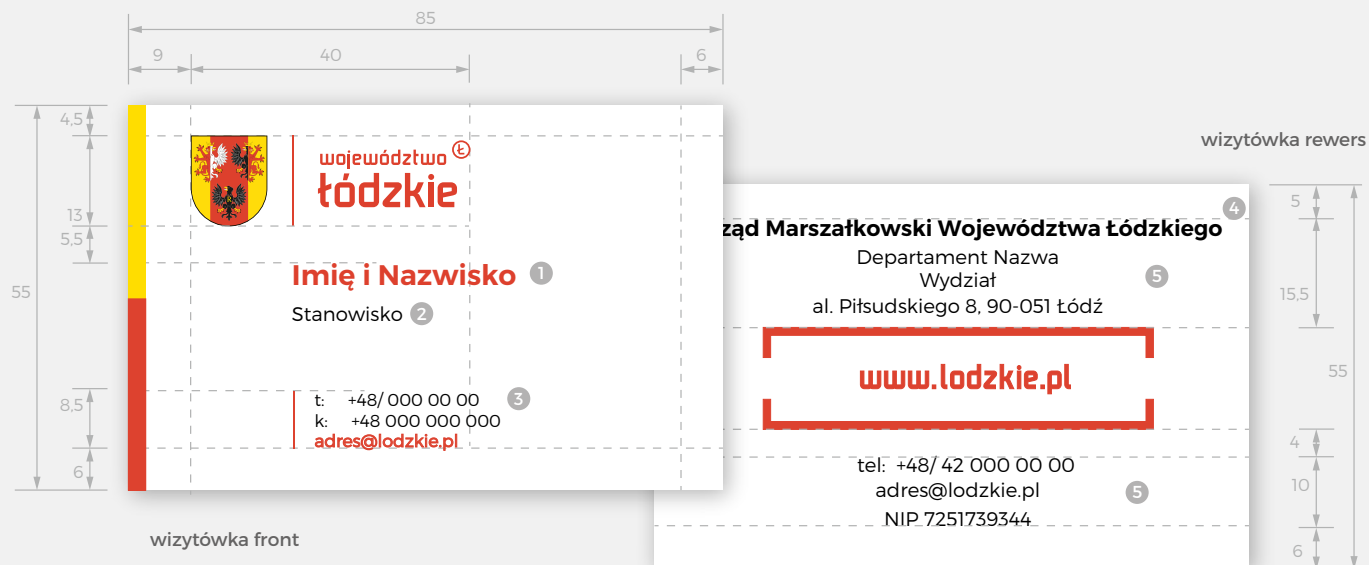 85
9
40
6
4,5
13
5,5
55
8,5
6
województwo Ł
łódzkie
Imię i Nazwisko 1
Stanowisko 2
t: +48/ 000 00 00 3
k: +48 000 000 000
adres@lodzkie.pl
wizytówka front
wizytówka rewers
4
ząd Marszałkowski Województwa Łódzkiego
Departament Nazwa
Wydział
5
al. Piłsudskiego 8, 90-051 Łódź
www.lodzkie.pl
tel: +48/ 42 000 00 00
adres@lodzkie.pl
5
NIP 7251739344
5
15,5
55
4
10
6